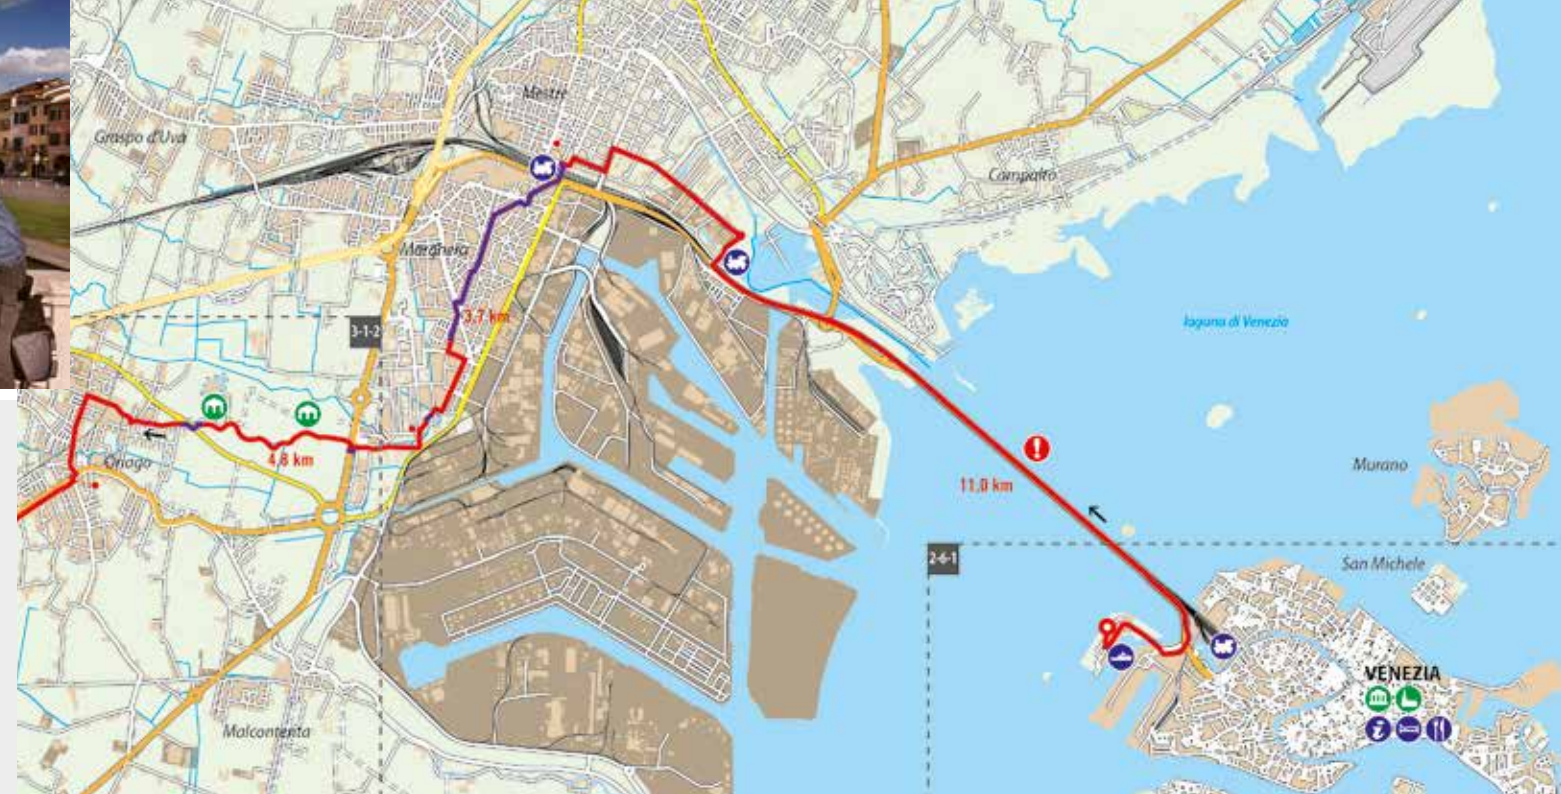 Mestre
Graspo d'Uva
Campalto
Marghera
3,7 km
3-1-2
laguna di Venezia
4,8 km
Oriago
11,0 km
Murano
2-6-1
San Michele
VENEZIA
Malcontenta